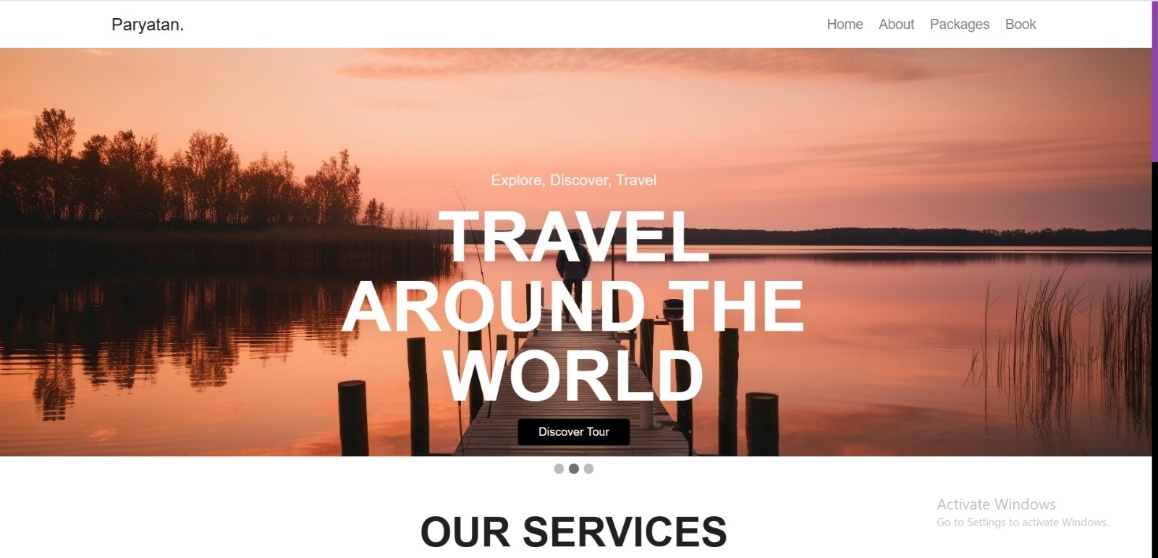 Paryatan.
Home About Packages Book
Explore, Discover, Travel
TRAVEL
AROUND THE
WORLD
Discover Tour
OUR SERVICES
Activate Windows
Go to Settings to activate Windows.